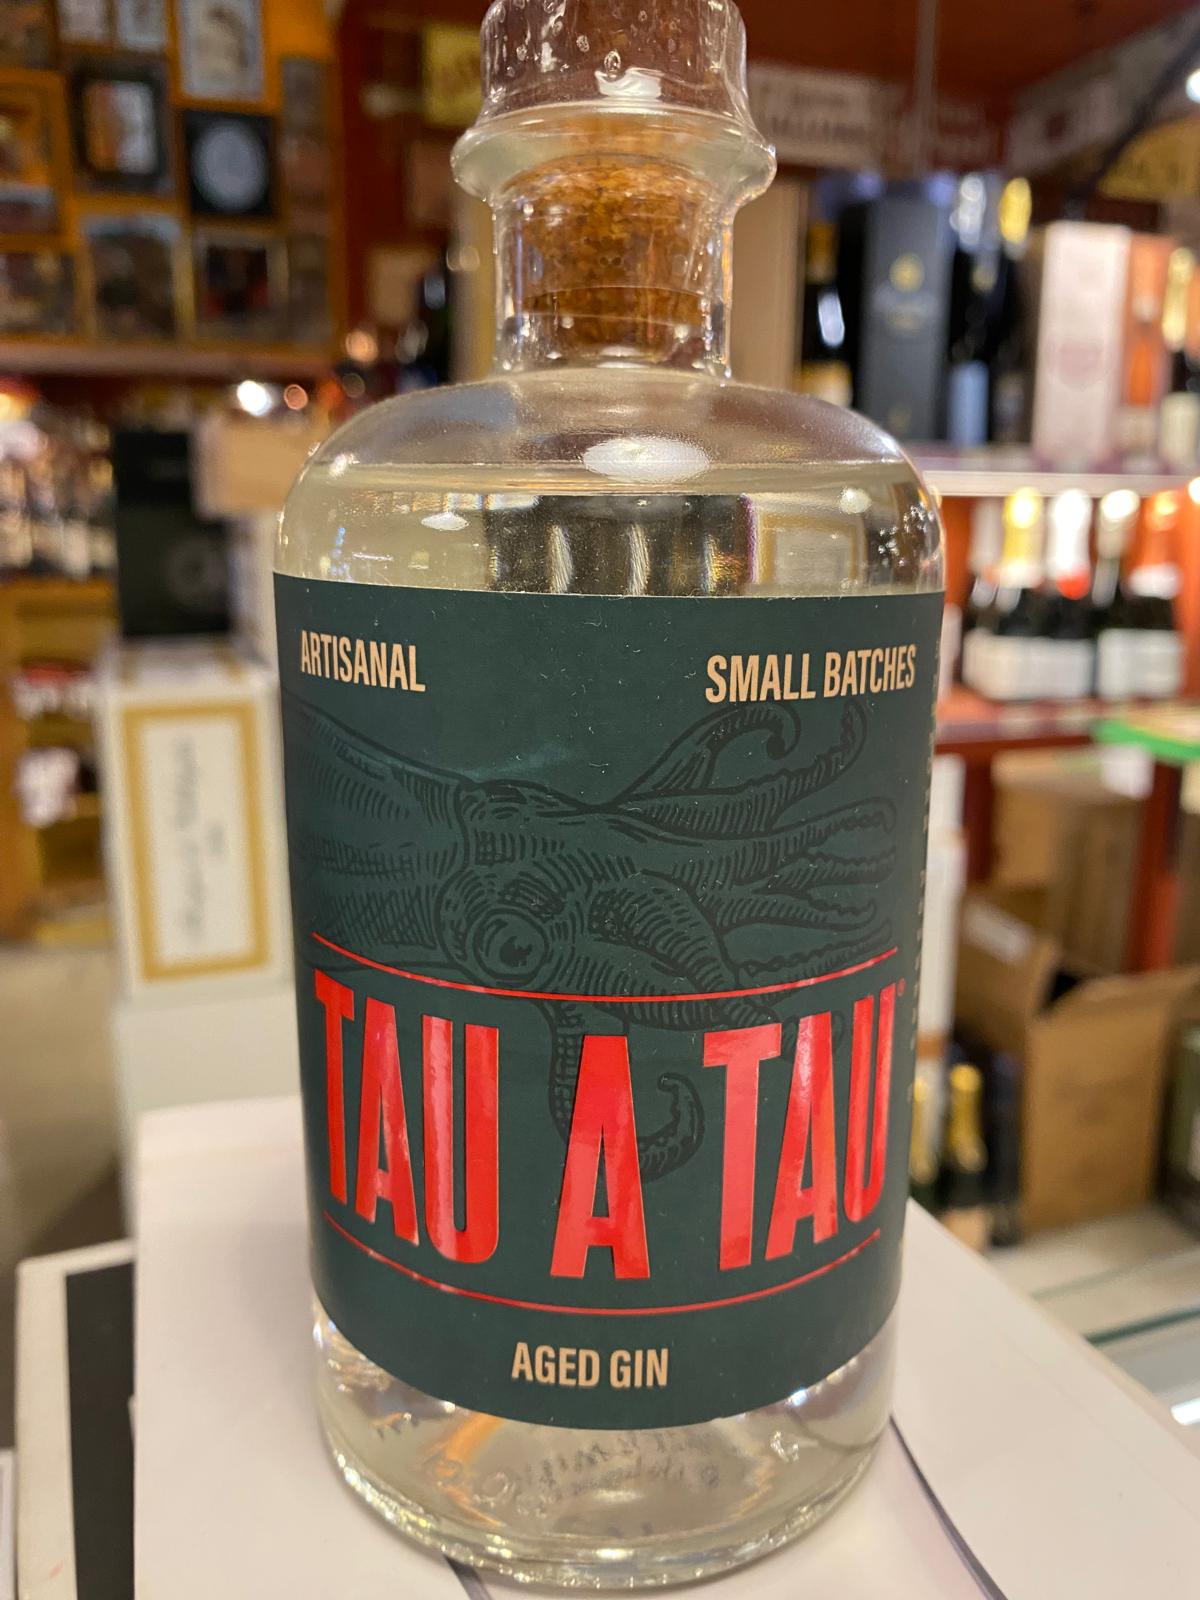 ARTISANAL
SMALL BATCHES
TAU A TAU®
AGED GIN